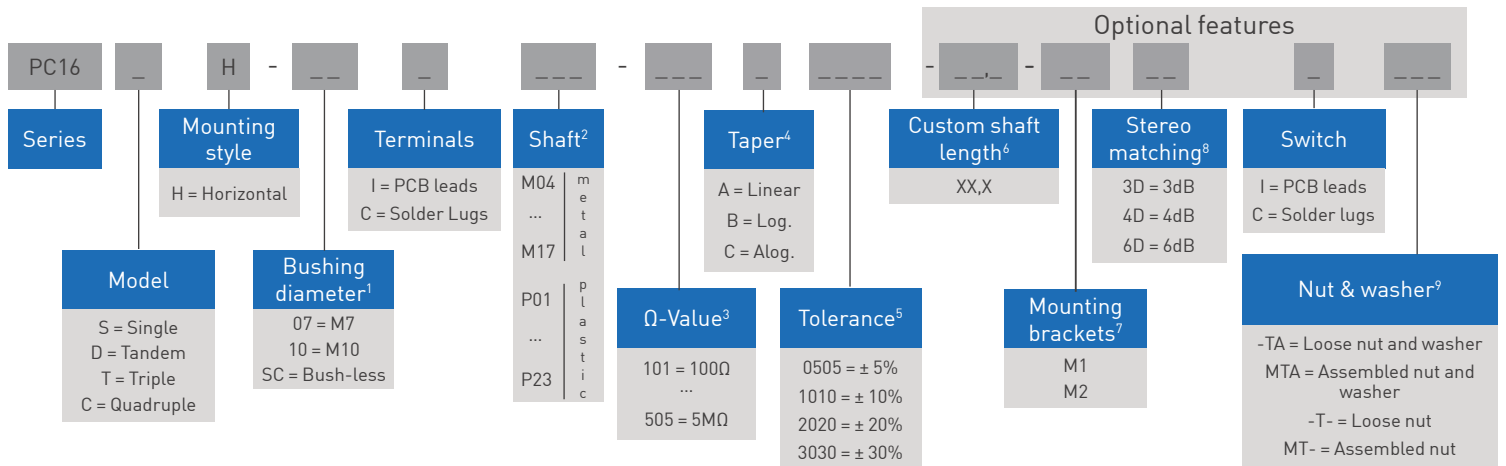 Optional features
PC16 _ H - _ _ _ _ _ _ - _ _ _ _ _ _ _ _ - _ _,_ - _ _ _ _ _ _ _ _
Series
Mounting
style
H = Horizontal
Terminals
I = PCB leads
C = Solder Lugs
Shaft2
M04
...
M17
metal
P01
...
P23
plastic
Taper4
A = Linear
B = Log.
C = Alog.
Custom shaft
length6
XX,X
Stereo
matching8
3D = 3dB
4D = 4dB
6D = 6dB
Switch
I = PCB leads
C = Solder lugs
Model
S = Single
D = Tandem
T = Triple
C = Quadruple
Bushing
diameter1
07 = M7
10 = M10
SC = Bush-less
Ω-Value3
101 = 100Ω
...
505 = 5MΩ
Tolerance5
0505 = ± 5%
1010 = ± 10%
2020 = ± 20%
3030 = ± 30%
Mounting
brackets7
M1
M2
Nut & washer9
-TA = Loose nut and washer
MTA = Assembled nut and
washer
-T- = Loose nut
MT- = Assembled nut